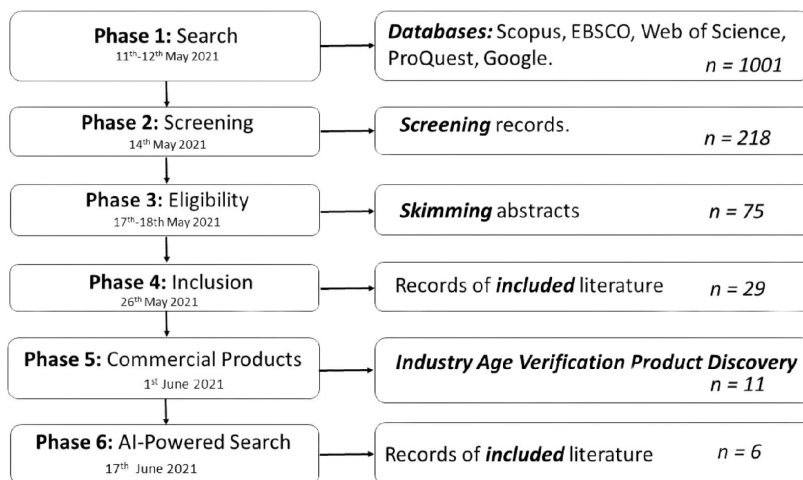 Phase 1: Search
11th-12th May 2021
Databases: Scopus, EBSCO, Web of Science,
ProQuest, Google.
n = 1001
Phase 2: Screening
14th May 2021
Screening records.
n = 218
Phase 3: Eligibility
17th-18th May 2021
Skimming abstracts
n = 75
Phase 4: Inclusion
26th May 2021
Records of included literature
n = 29
Phase 5: Commercial Products
1st June 2021
Industry Age Verification Product Discovery
n = 11
Phase 6: AI-Powered Search
17th June 2021
Records of included literature
n = 6